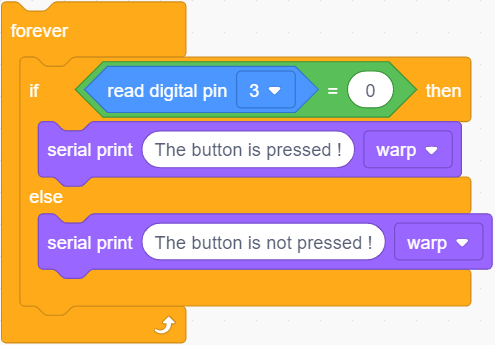 forever
if read digital pin 3 = 0 then
serial print The button is pressed ! warp
else
serial print The button is not pressed ! warp